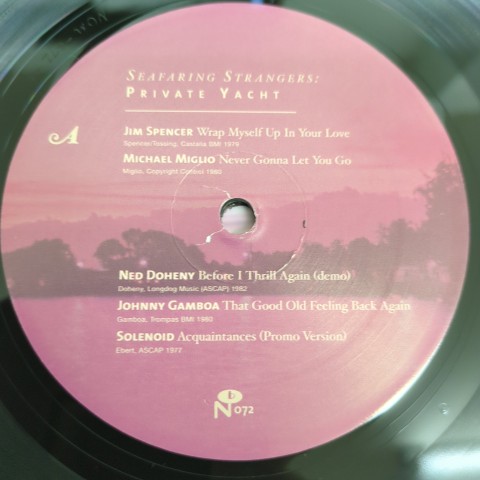 SEAFARING STRANGERS:
PRIVATE YACHT
A
JIM SPENCER Wrap Myself Up In Your Love
Spencer/Tossing, Castala BMI 1979
MICHAEL MIGLIO Never Gonna Let You Go
Miglio, Copyright Control 1980
NED DOHENY Before I Thrill Again (demo)
Doheny, Longdog Music (ASCAP) 1982
JOHNNY GAMBOA That Good Old Feeling Back Again
Gamboa, Trompas BMI 1980
SOLENOID Acquaintances (Promo Version)
Ebert, ASCAP 1977
N 072